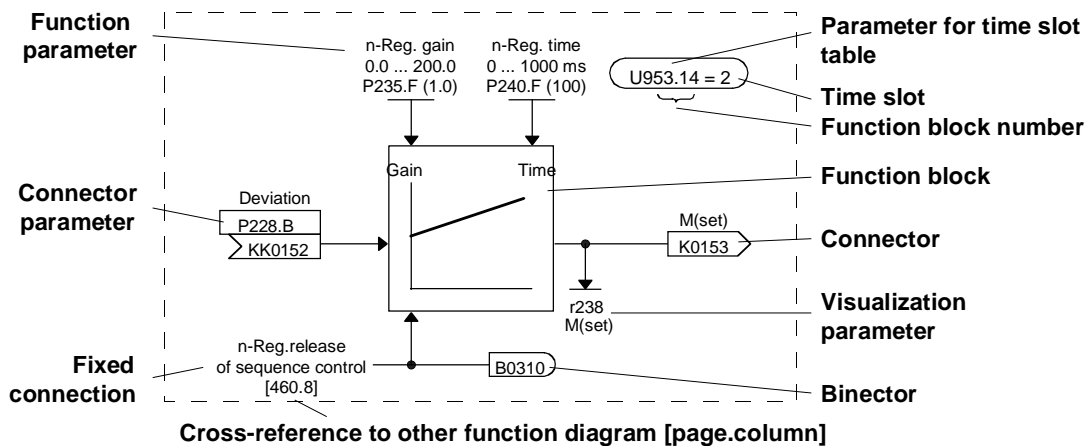 Function
parameter
n-Reg. gain
0.0 ... 200.0
P235.F (1.0)
n-Reg. time
0 ... 1000 ms
P240.F (100)
U953.14 = 2
Parameter for time slot
table
Time slot
Function block number
Gain
Time
Function block
Connector
parameter
Deviation
P228.B
KK0152
M(set)
K0153
Connector
r238
M(set)
Visualization
parameter
Fixed
connection
n-Reg.release
of sequence control
[460.8]
B0310
Binector
Cross-reference to other function diagram [page.column]